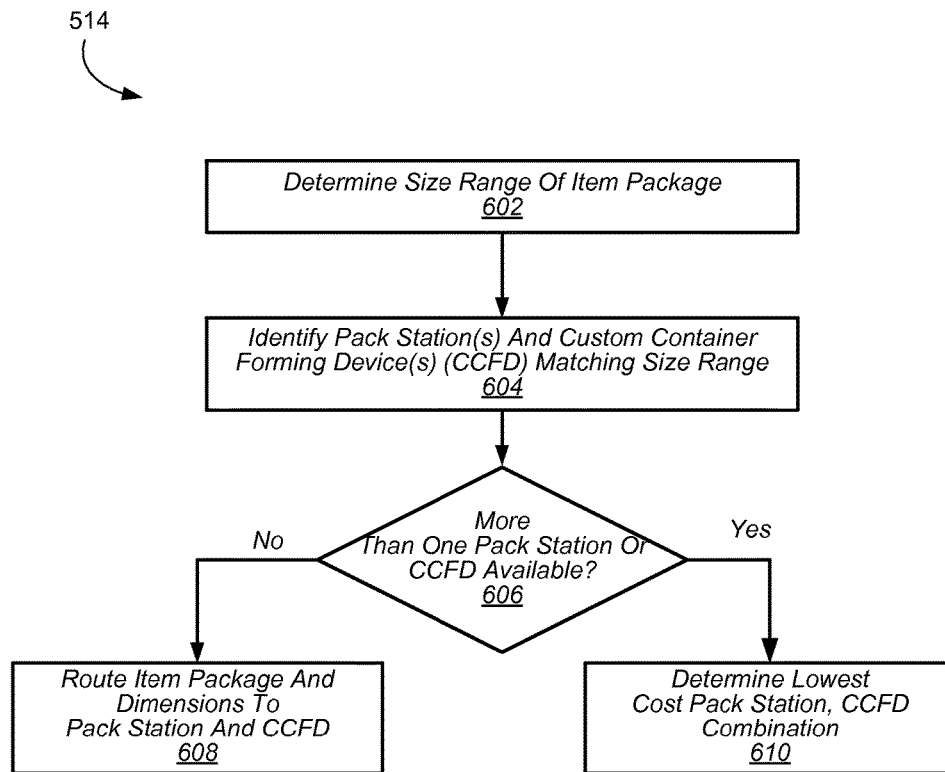 514
Determine Size Range Of Item Package
602
Identify Pack Station(s) And Custom Container
Forming Device(s) (CCFD) Matching Size Range
604
More
Than One Pack Station Or
CCFD Available?
606
No
Yes
Route Item Package And
Dimensions To
Pack Station And CCFD
608
Determine Lowest
Cost Pack Station, CCFD
Combination
610